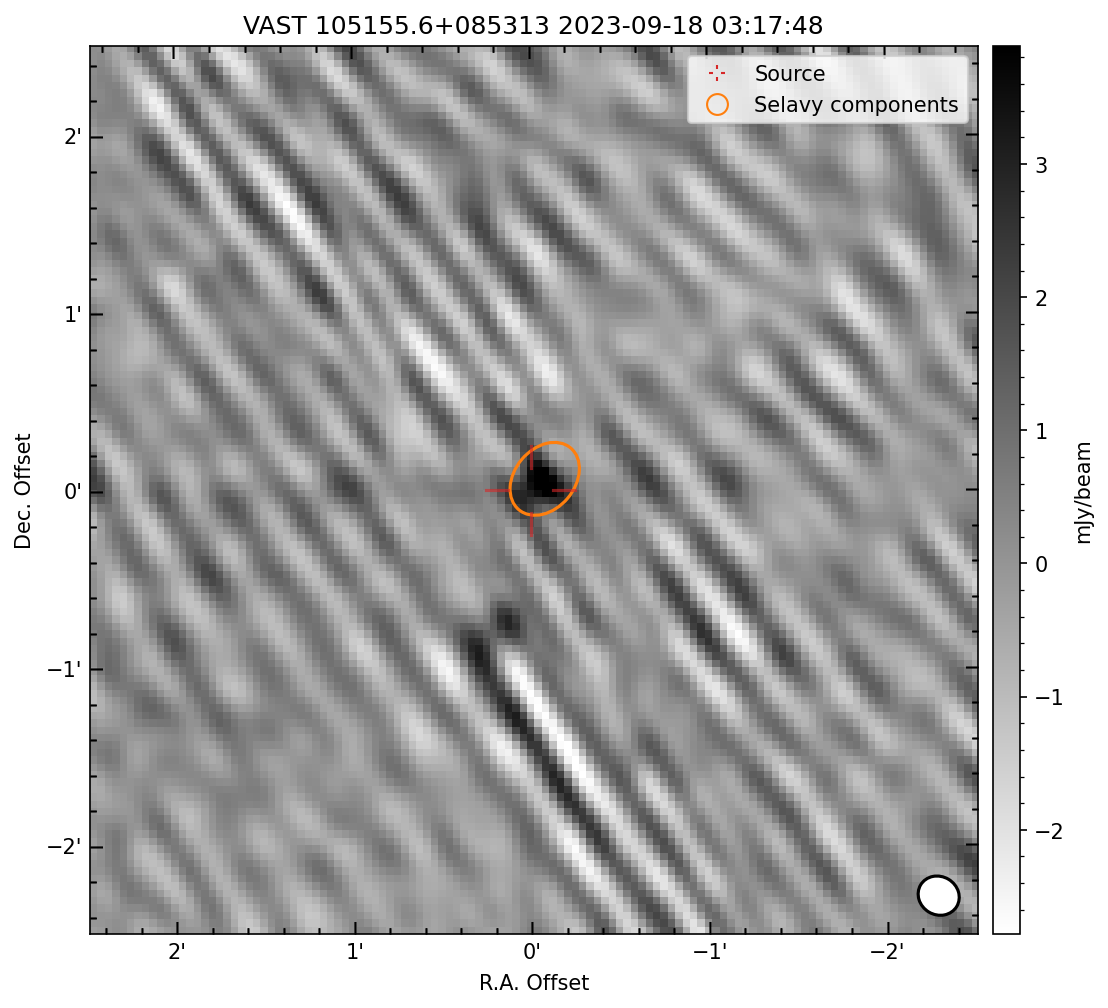 VAST 105155.6+085313 2023-09-18 03:17:48
Source
Selavy components
2'
1'
0'
−1'
−2'
Dec. Offset
2'
1'
0'
−1'
−2'
R.A. Offset
3
2
1
0
−1
−2
mJy/beam